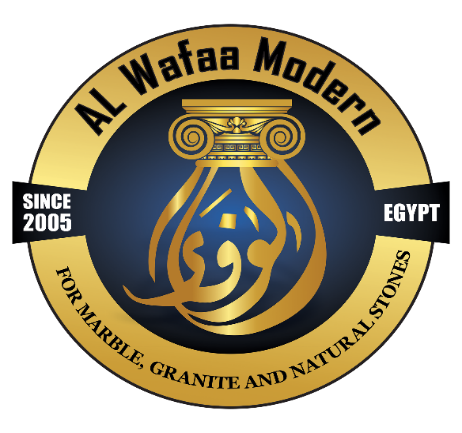 AL Wafaa Modern
الوفاء
SINCE
2005
EGYPT
FOR MARBLE, GRANITE AND NATURAL STONES